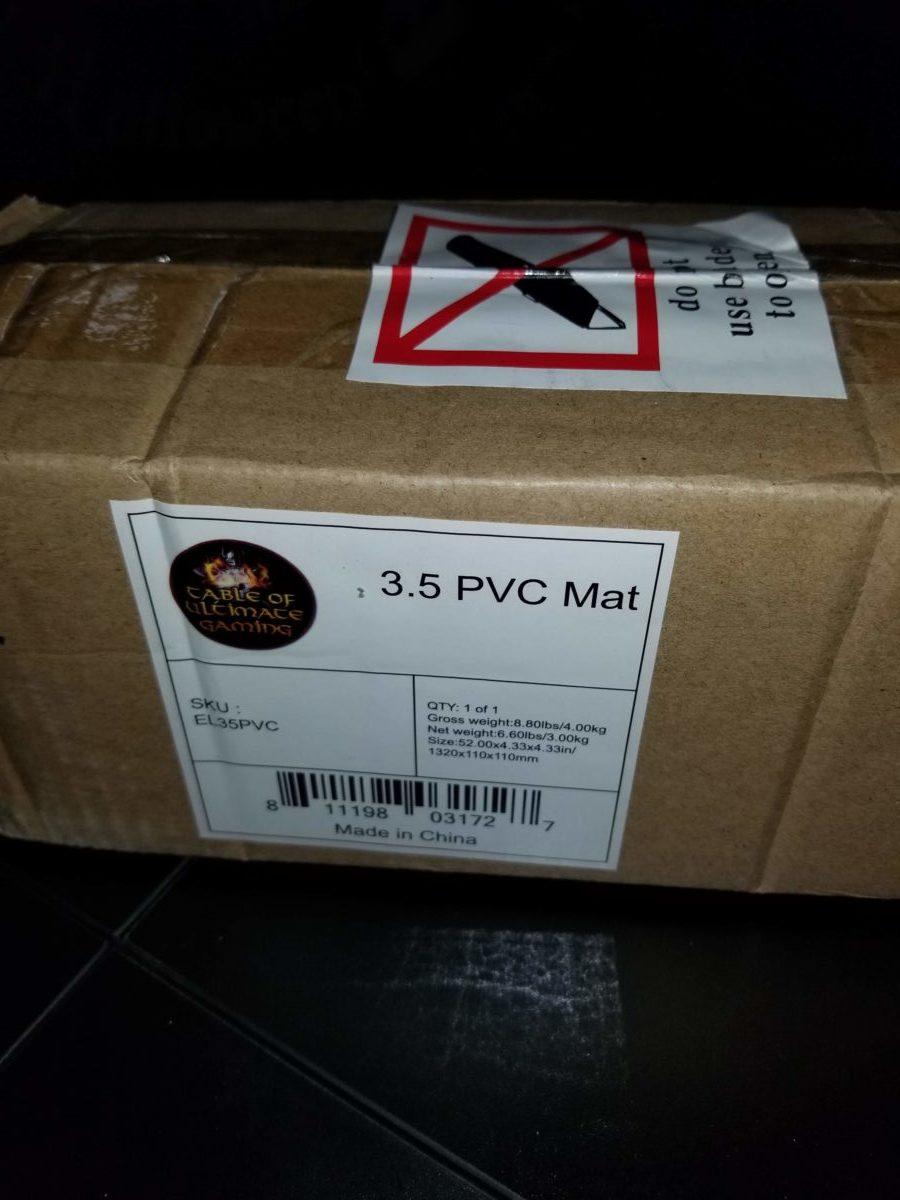 do
use
to open
TABLE OF
ULTIMATE
GAMING
3.5 PVC Mat
SKU :
EL35PVC
QTY: 1 of 1
Gross weight:8.80lbs/4.00kg
Net weight:6.60lbs/3.00kg
Size:52.00x4.33x4.33in/
1320x110x110mm
8 11198 03172 7
Made in China